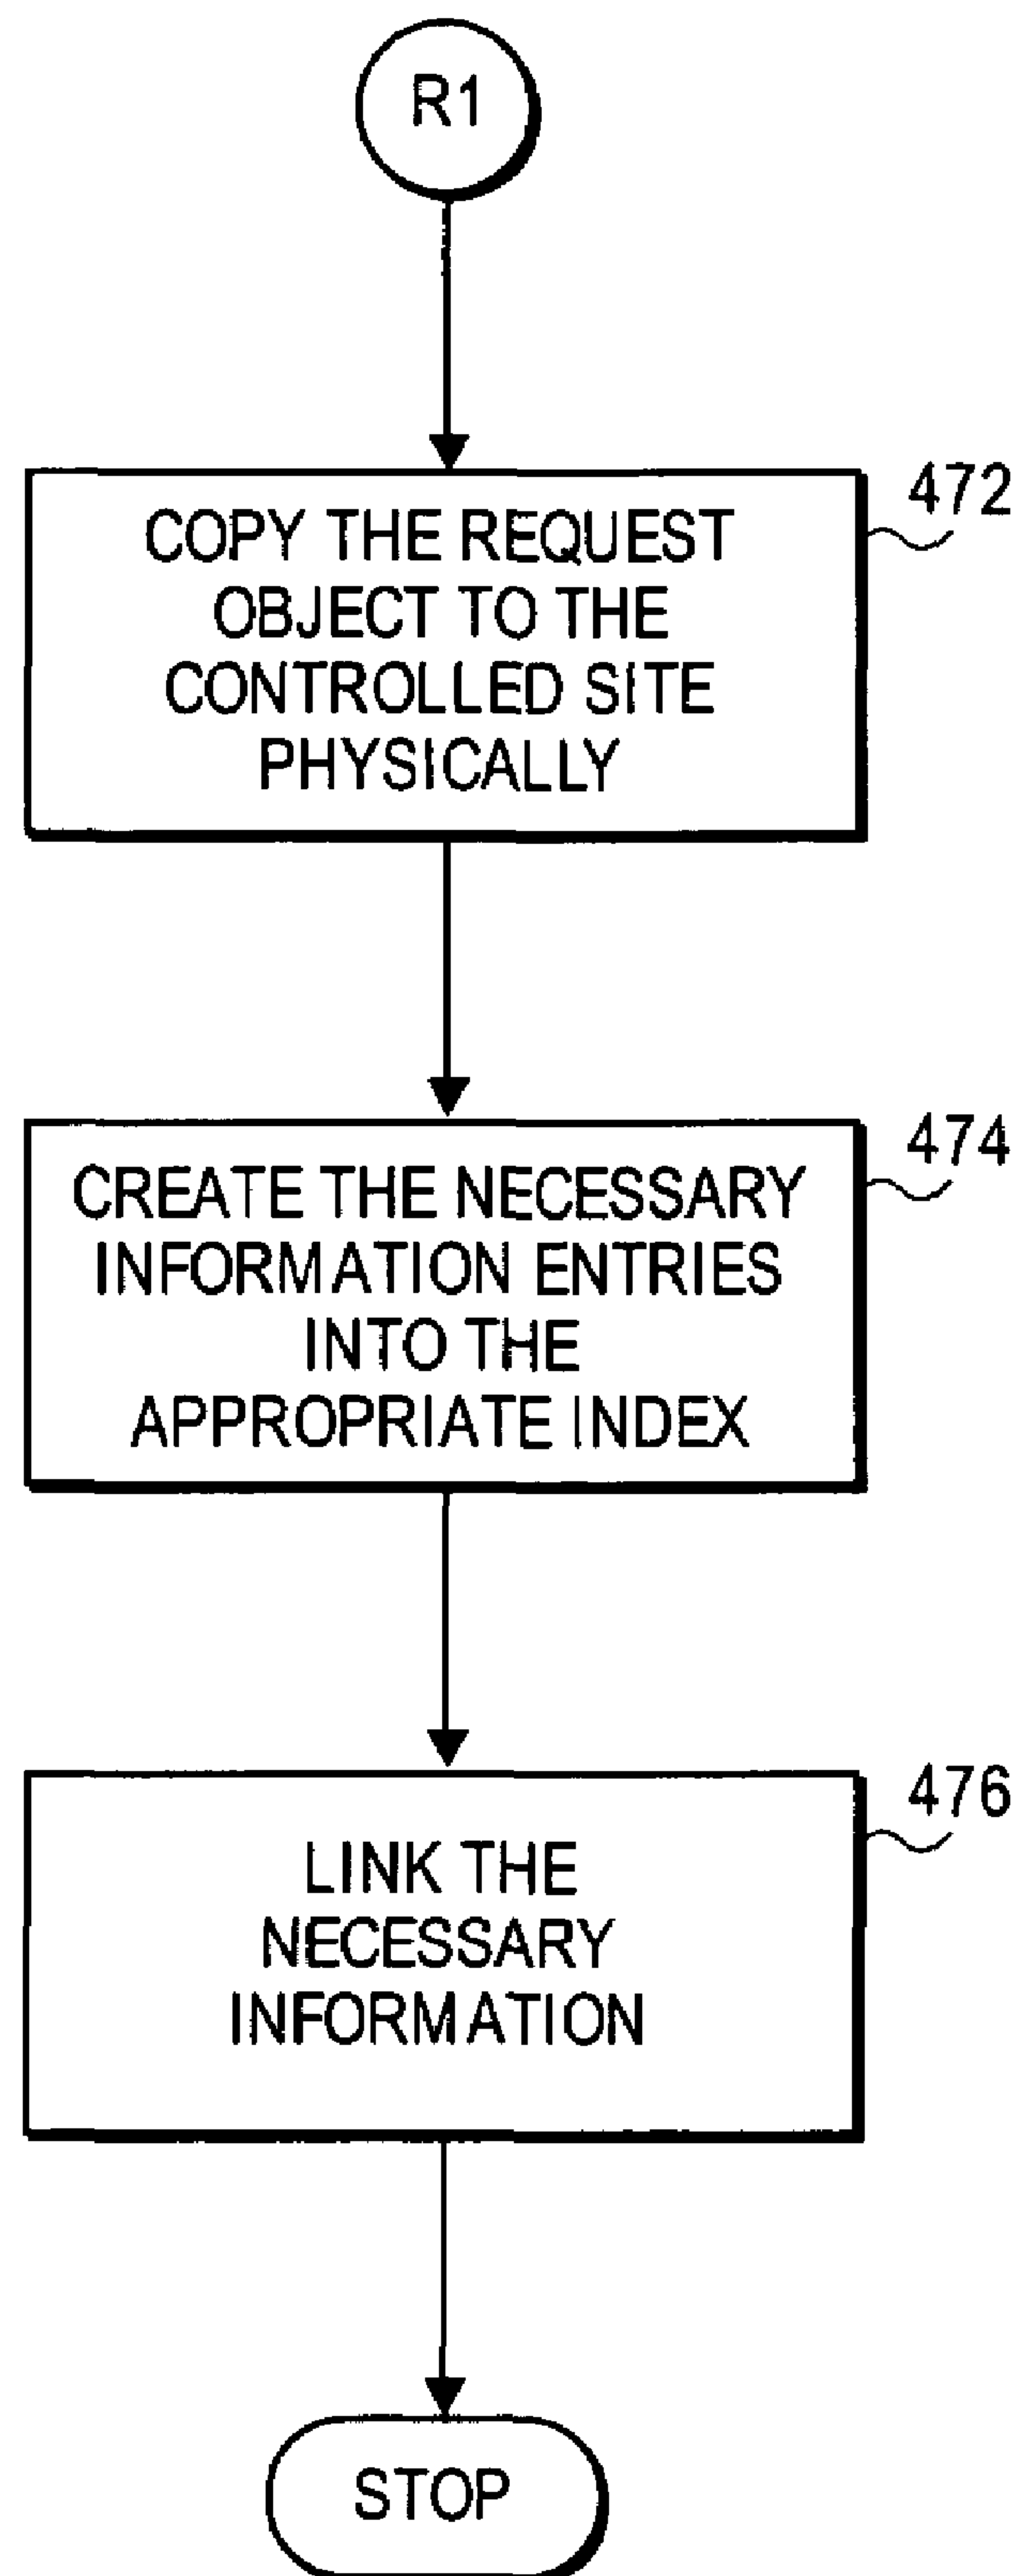 R1
472
COPY THE REQUEST
OBJECT TO THE
CONTROLLED SITE
PHYSICALLY
474
CREATE THE NECESSARY
INFORMATION ENTRIES
INTO THE
APPROPRIATE INDEX
476
LINK THE
NECESSARY
INFORMATION
STOP